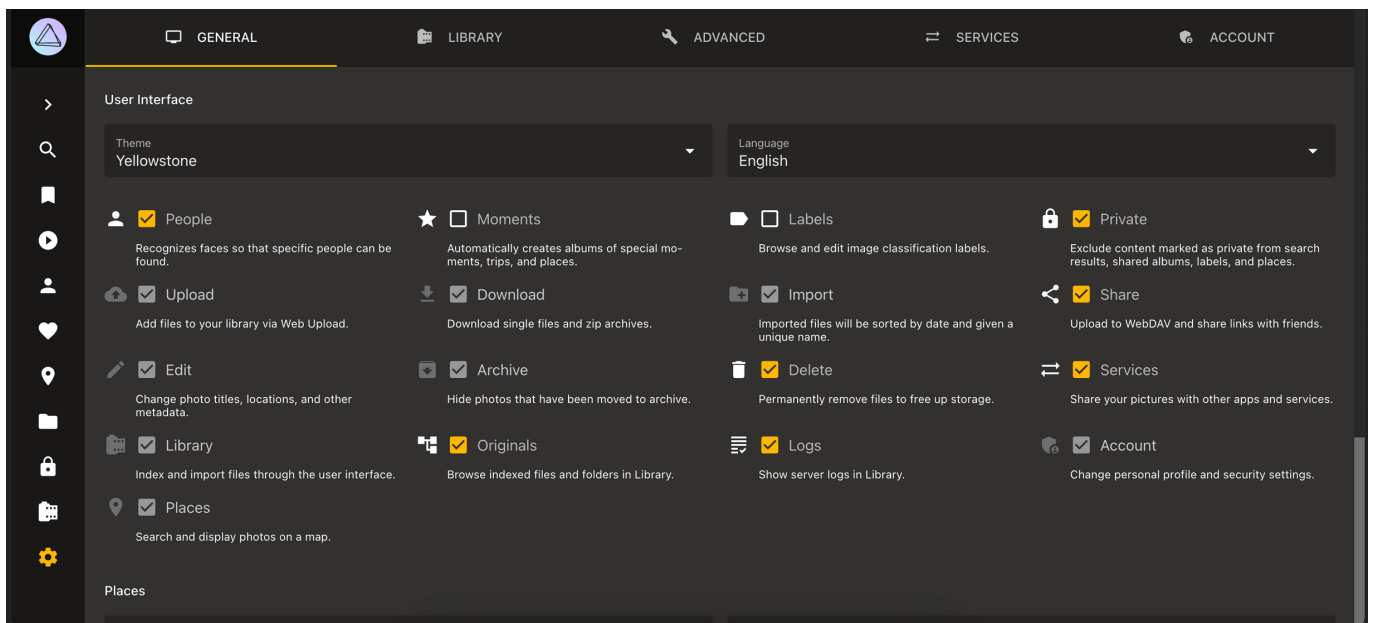 GENERAL
LIBRARY
ADVANCED
SERVICES
ACCOUNT
User Interface
Theme
Yellowstone
Language
English
People
Recognizes faces so that specific people can be
found.
Moments
Automatically creates albums of special mo-
ments, trips, and places.
Labels
Browse and edit image classification labels.
Private
Exclude content marked as private from search
results, shared albums, labels, and places.
Upload
Add files to your library via Web Upload.
Download
Download single files and zip archives.
Import
Imported files will be sorted by date and given a
unique name.
Share
Upload to WebDAV and share links with friends.
Edit
Change photo titles, locations, and other
metadata.
Archive
Hide photos that have been moved to archive.
Delete
Permanently remove files to free up storage.
Services
Share your pictures with other apps and services.
Library
Index and import files through the user interface.
Originals
Browse indexed files and folders in Library.
Logs
Show server logs in Library.
Account
Change personal profile and security settings.
Places
Search and display photos on a map.
Places